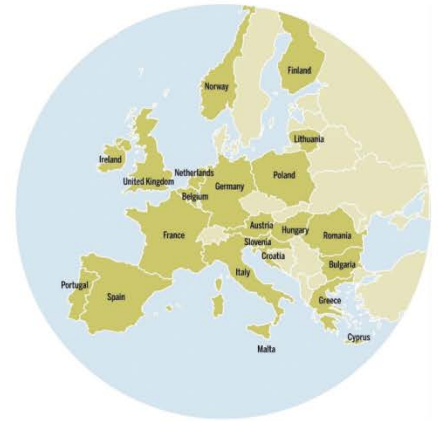 Finland
Norway
Lithuania
Ireland
United Kingdom
Netherlands
Belgium
Germany
Poland
France
Austria
Slovenia
Hungary
Croatia
Romania
Bulgaria
Italy
Portugal
Spain
Greece
Malta
Cyprus